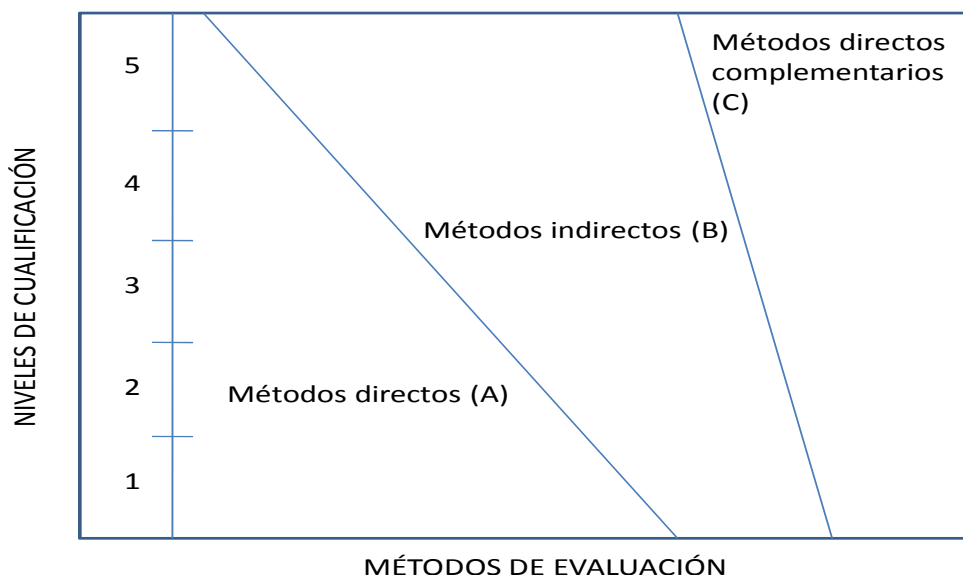 NIVELES DE CUALIFICACIÓN
5
4
3
2
1
Métodos directos
complementarios
(C)
Métodos indirectos (B)
Métodos directos (A)
MÉTODOS DE EVALUACIÓN